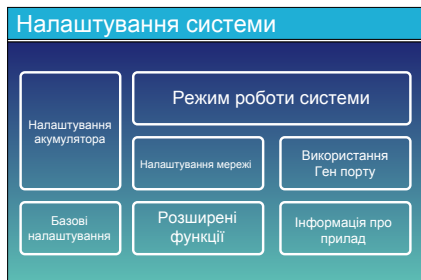 Налаштування системи
Режим роботи системи
Налаштування
акумулятора
Налаштування мережі
Використання
Ген порту
Базові
налаштування
Розширені
функції
Інформація про
прилад